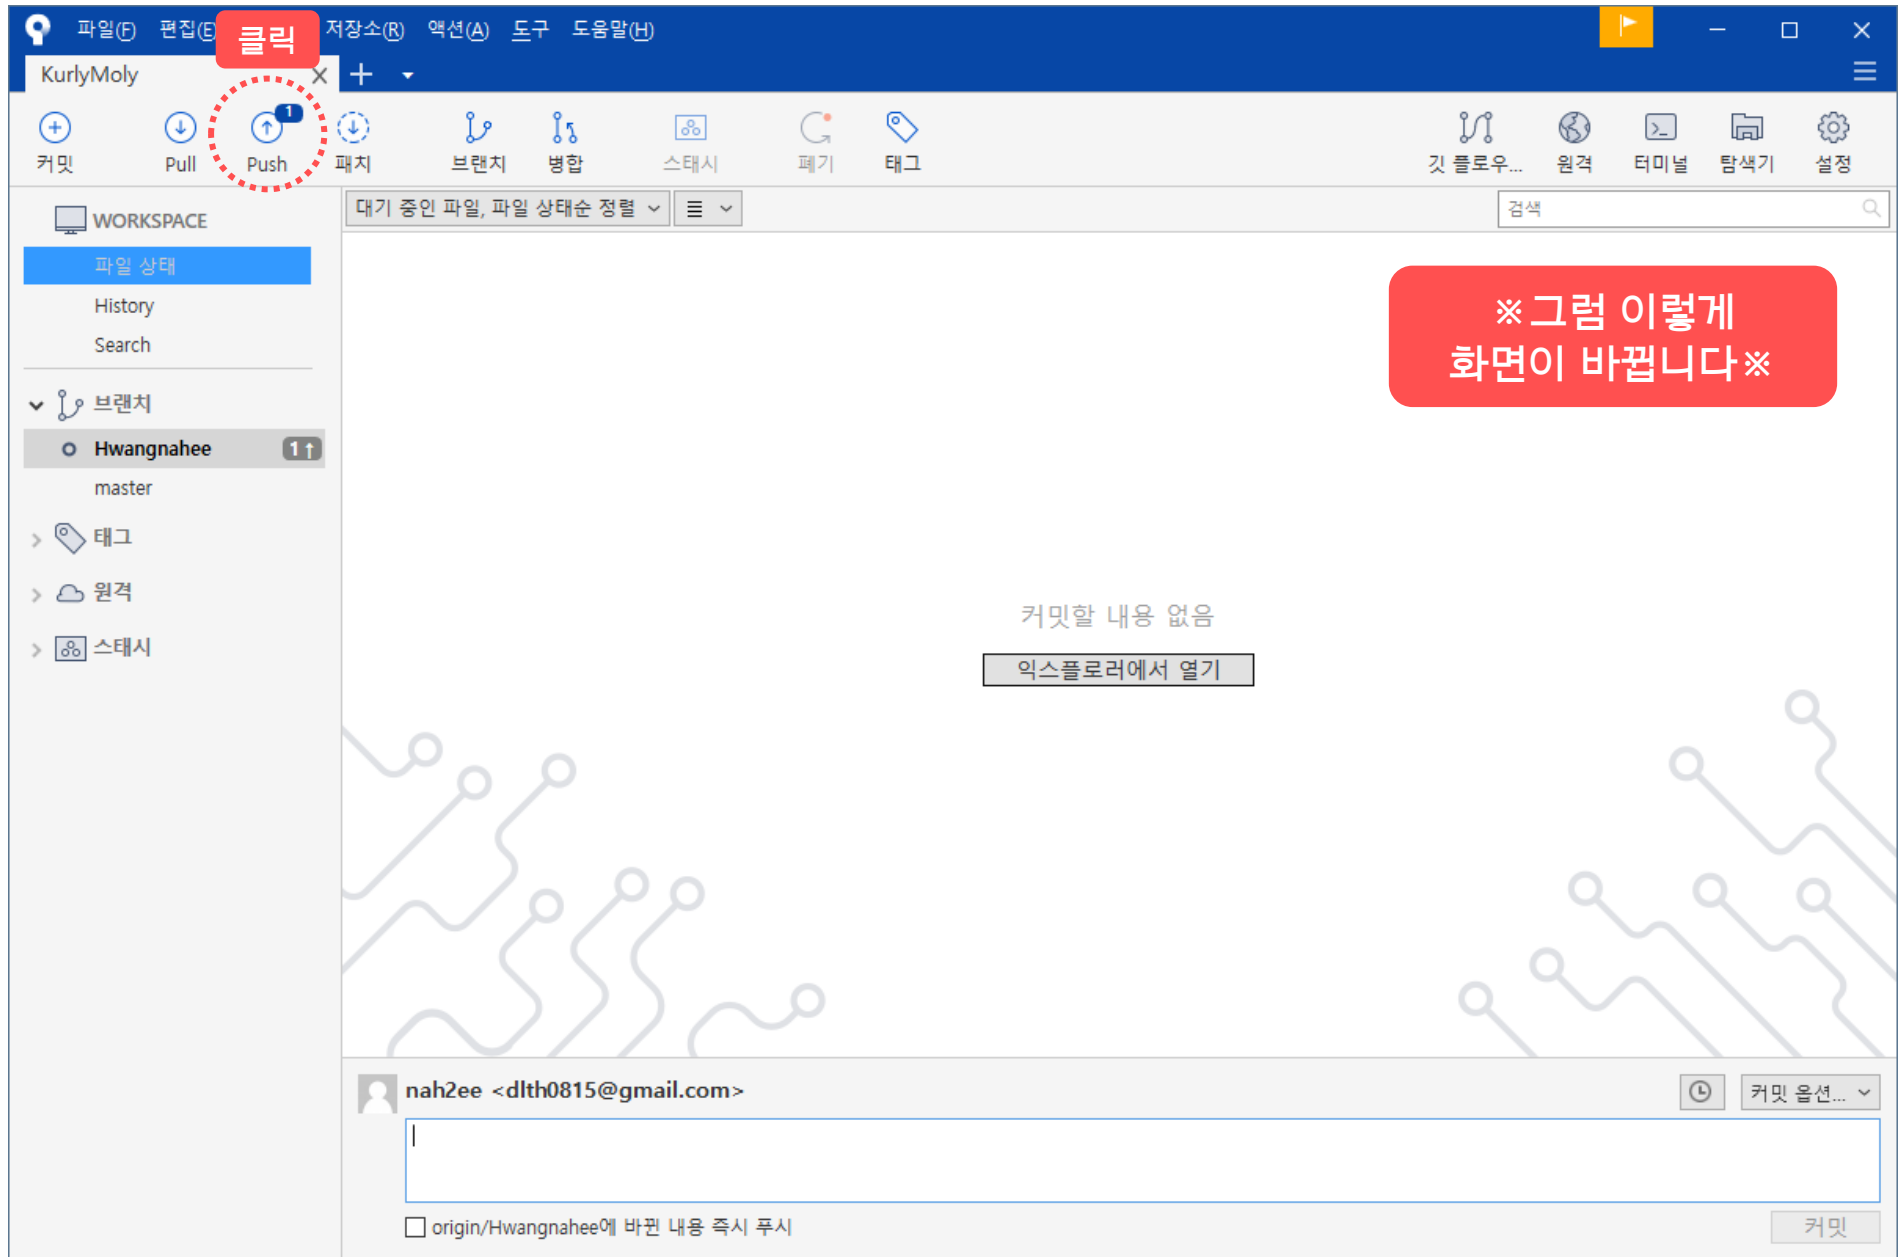 파일(F) 편집(E) 클릭 저장소(R) 액션(A) 도구 도움말(H)
KurlyMoly
1
커밋 Pull Push 패치 브랜치 병합 스태시 폐기 태그 깃 플로우... 원격 터미널 탐색기 설정
WORKSPACE
대기 중인 파일, 파일 상태순 정렬
검색
파일 상태
History
Search
※그럼 이렇게
화면이 바뀝니다※
브랜치
Hwangnahee 1↑
master
태그
원격
스태시
커밋할 내용 없음
익스플로러에서 열기
nah2ee <dlth0815@gmail.com>
커밋 옵션...
origin/Hwangnahee에 바뀐 내용 즉시 푸시
커밋